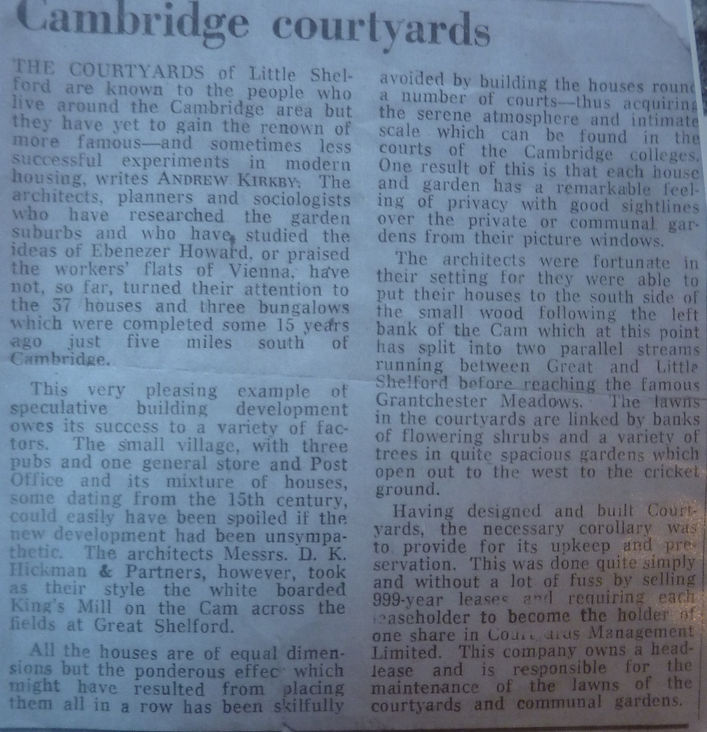 Cambridge courtyards
THE COURTYARDS of Little Shel-
ford are known to the people who
live around the Cambridge area but
they have yet to gain the renown of
more famous—and sometimes less
successful experiments in modern
housing, writes ANDREW KIRKBY. The
architects, planners and sociologists
who have researched the garden
suburbs and who have studied the
ideas of Ebenezer Howard, or praised
the workers' flats of Vienna, have
not, so far, turned their attention to
the 37 houses and three bungalows
which were completed some 15 years
ago just five miles south of
Cambridge.
This very pleasing example of
speculative building development
owes its success to a variety of fac-
tors. The small village, with three
pubs and one general store and Post
Office and its mixture of houses,
some dating from the 15th century,
could easily have been spoiled if the
new development had been unsympa-
thetic. The architects Messrs. D. K.
Hickman & Partners, however, took
as their style the white boarded
King's Mill on the Cam across the
fields at Great Shelford.
All the houses are of equal dimen-
sions but the ponderous effec which
might have resulted from placing
them all in a row has been skilfully
avoided by building the houses round
a number of courts—thus acquiring
the serene atmosphere and intimate
scale which can be found in the
courts of the Cambridge colleges.
One result of this is that each house
and garden has a remarkable feel-
ing of privacy with good sightlines
over the private or communal gar-
dens from their picture windows.
The architects were fortunate in
their setting for they were able to
put their houses to the south side of
the small wood following the left
bank of the Cam which at this point
has split into two parallel streams
running between Great and Little
Shelford before reaching the famous
Grantchester Meadows. The lawns
in the courtyards are linked by banks
of flowering shrubs and a variety of
trees in quite spacious gardens which
open out to the west to the cricket
ground.
Having designed and built Court-
yards, the necessary corollary was
to provide for its upkeep and pre-
servation. This was done quite simply
and without a lot of fuss by selling
999-year leases and requiring each
leaseholder to become the holder of
one share in Management
Limited. This company owns a head-
lease and is responsible for the
maintenance of the lawns of the
courtyards and communal gardens.